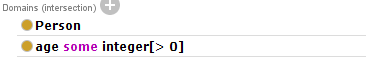 Domains (intersection)
Person
age some integer[> 0]